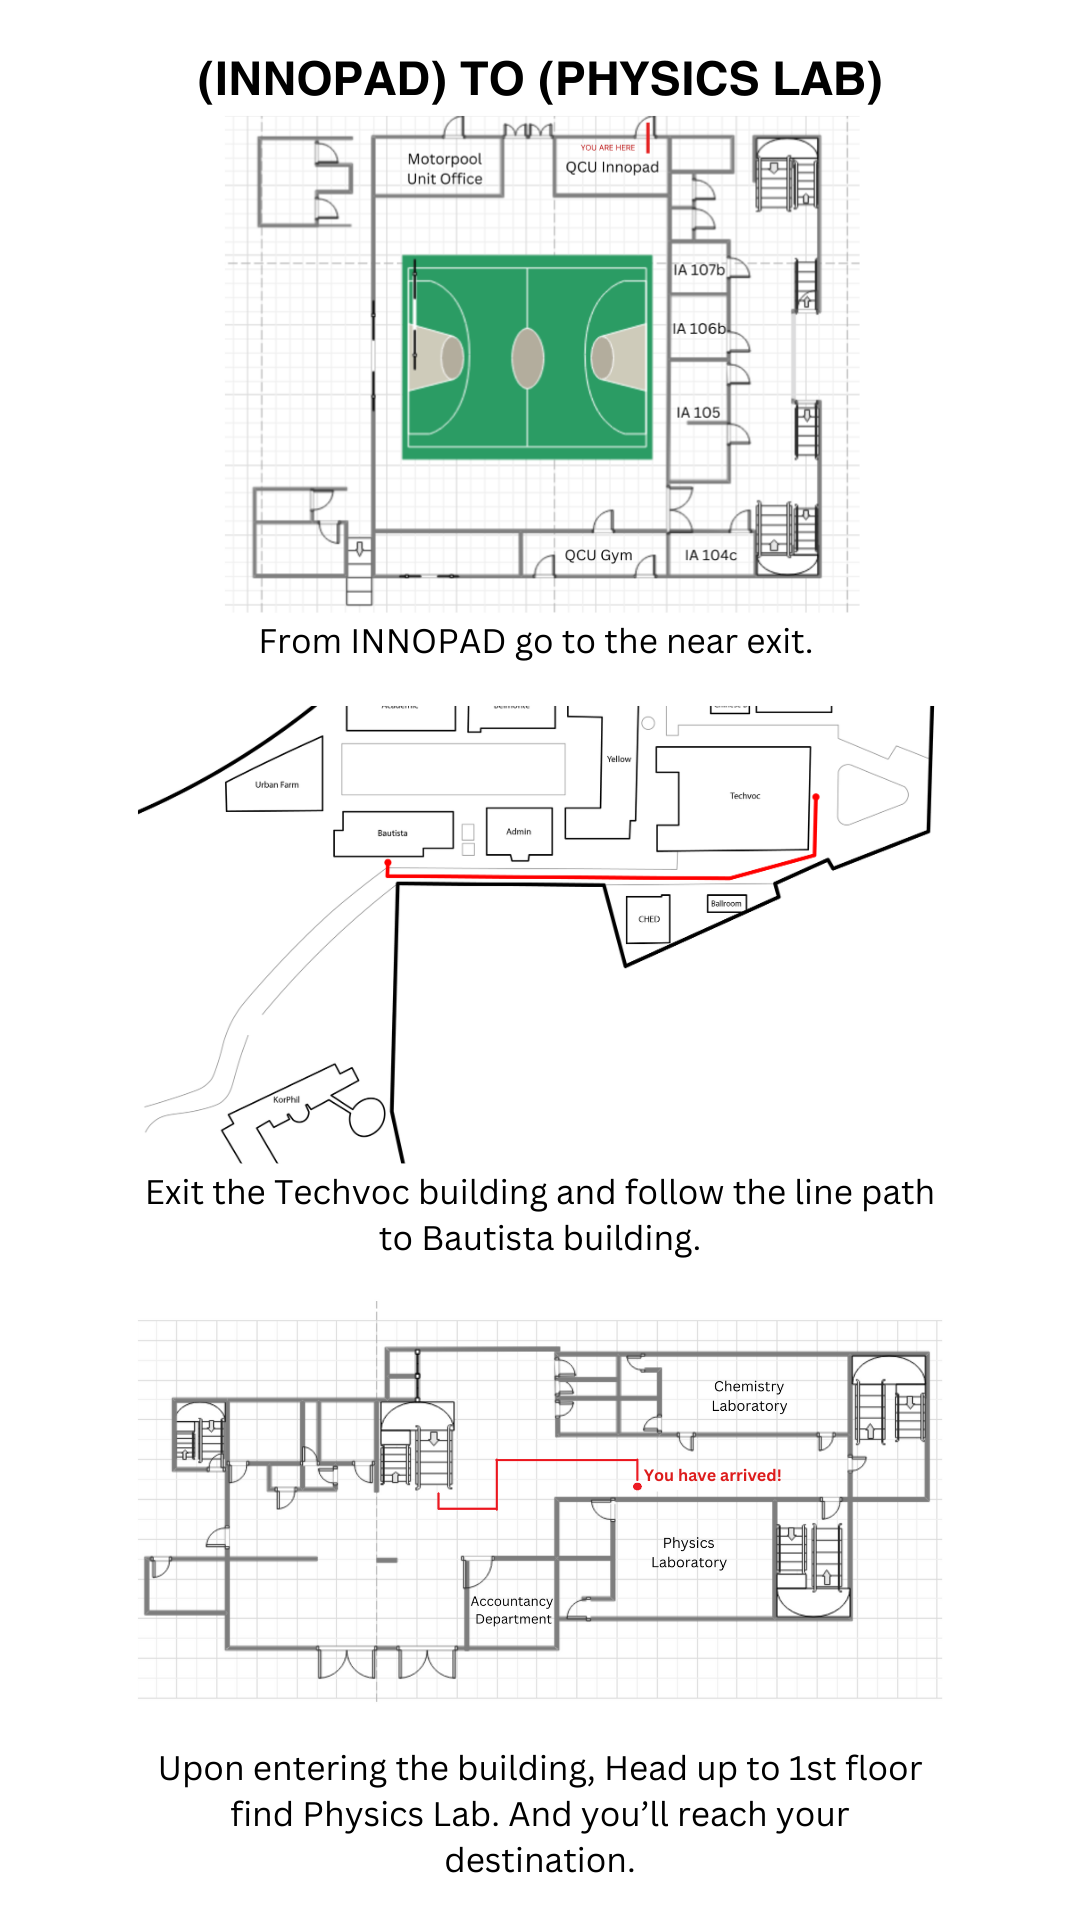 (INNOPAD) TO (PHYSICS LAB)
YOU ARE HERE
Motorpool
Unit Office
QCU Innopad
IA 107b
IA 106b
IA 105
QCU Gym
IA 104c
From INNOPAD go to the near exit.
Academic
Belmonte
Yellow
Urban Farm
Techvoc
Bautista
Admin
CHED
Ballroom
KorPhil
Exit the Techvoc building and follow the line path
to Bautista building.
Chemistry
Laboratory
You have arrived!
Physics
Laboratory
Accountancy
Department
Upon entering the building, Head up to 1st floor
find Physics Lab. And you’ll reach your
destination.